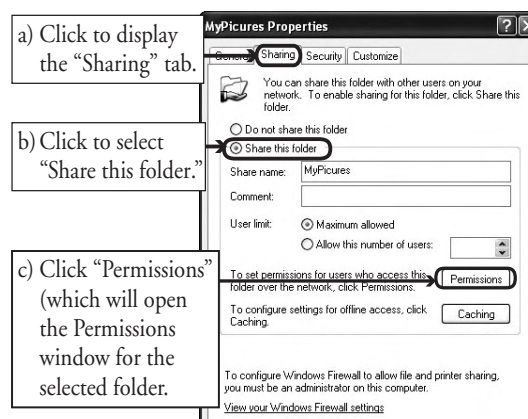 a) Click to display
the “Sharing” tab.
b) Click to select
“Share this folder.”
c) Click “Permissions”
(which will open
the Permissions
window for the
selected folder.
MyPicures Properties
General Sharing Security Customize
You can share this folder with other users on your
network. To enable sharing for this folder, click Share this
folder.
Do not share this folder
Share this folder
Share name: MyPicures
Comment:
User limit: Maximum allowed
Allow this number of users:
To set permissions for users who access this
folder over the network, click Permissions.
Permissions
To configure settings for offline access, click
Caching.
Caching
To configure Windows Firewall to allow file and printer sharing,
you must be an administrator on this computer.
View your Windows Firewall settings